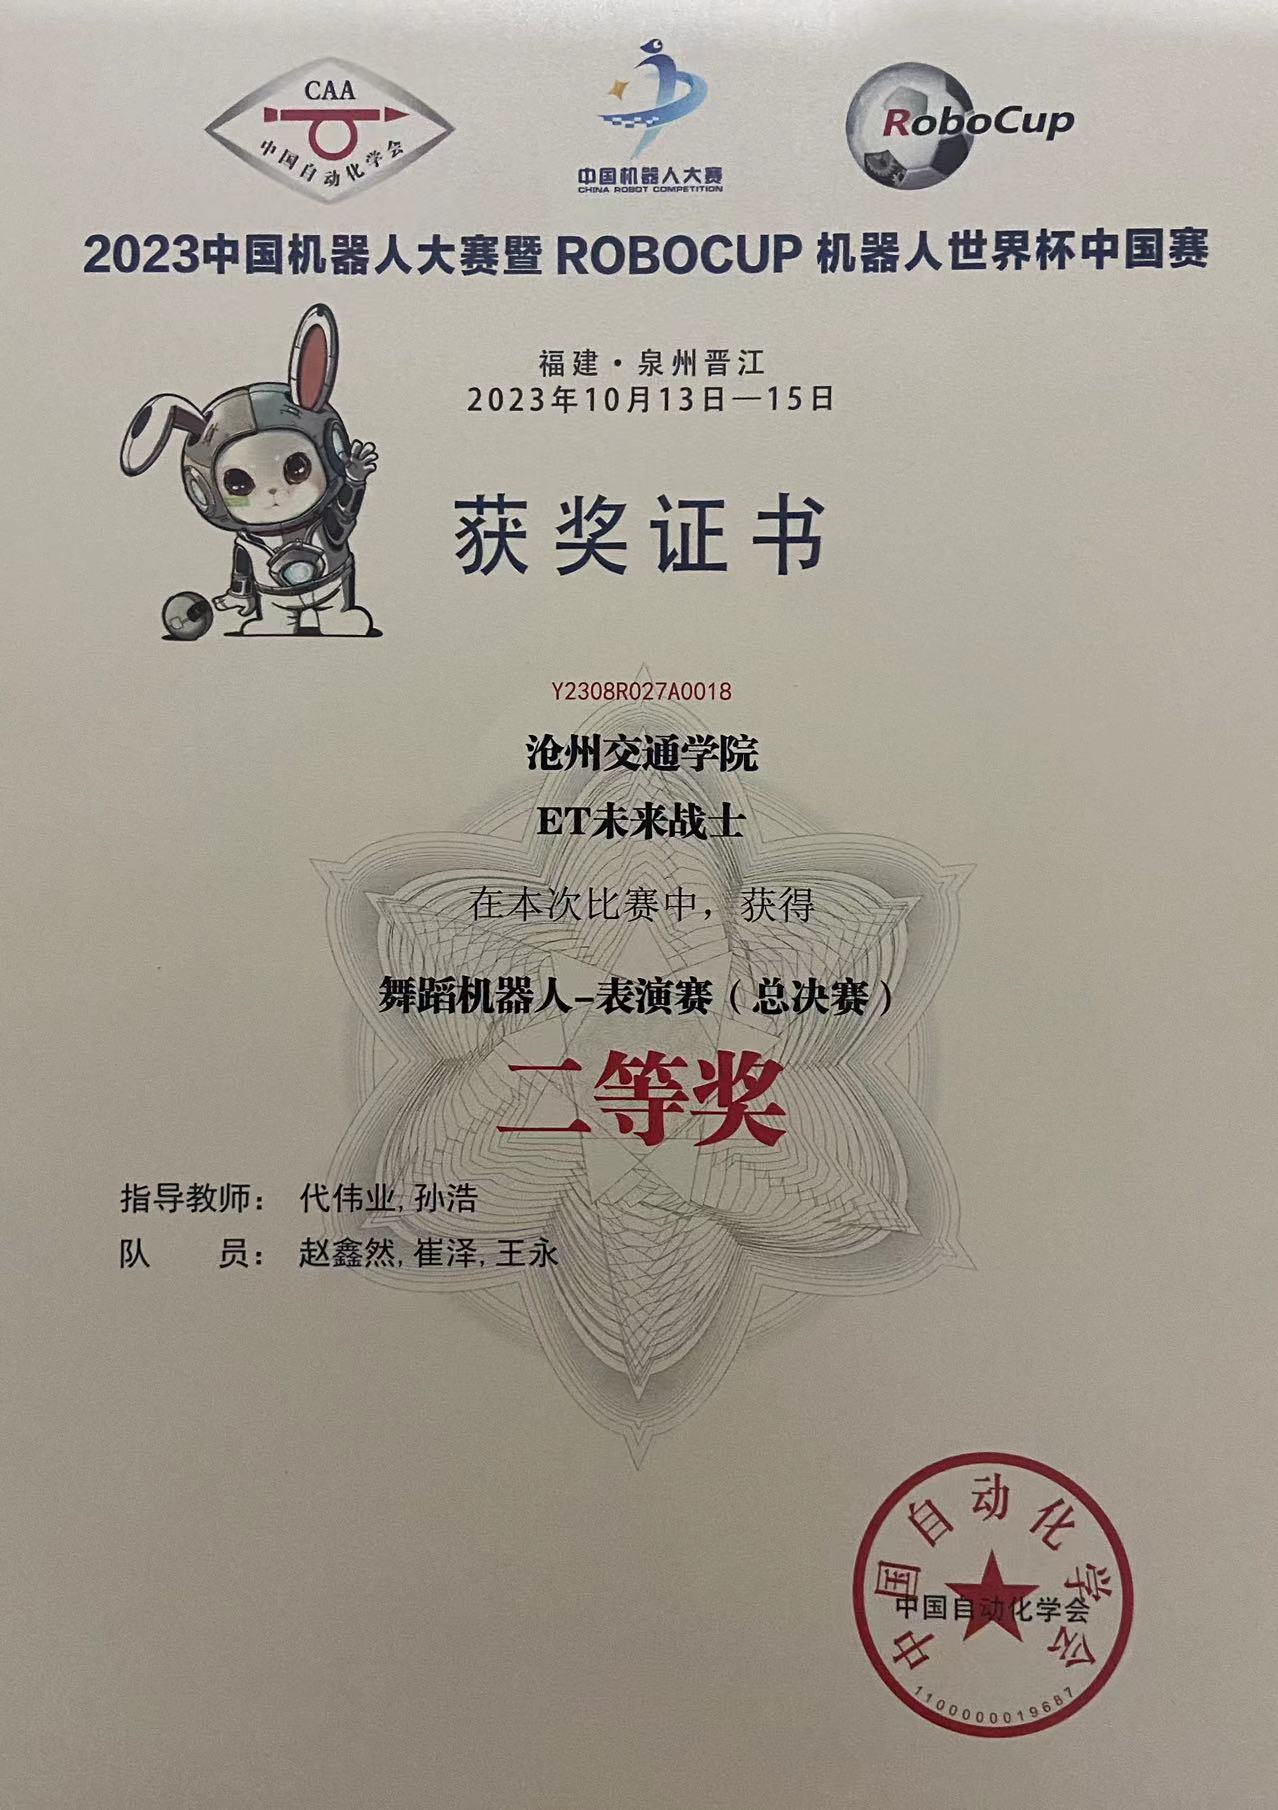 CAA
中国自动化学会
中国机器人大赛
CHINA ROBOT COMPETITION
RoboCup
2023中国机器人大赛暨 ROBOCUP 机器人世界杯中国赛
福建·泉州晋江
2023年10月13日—15日
获奖证书
Y2308R027A0018
沧州交通学院
ET未来战士
在本次比赛中，获得
舞蹈机器人-表演赛（总决赛）
二等奖
指导教师： 代伟业,孙浩
队 员： 赵鑫然,崔泽,王永
中国自动化学会
中国自动化学会
1100000019687